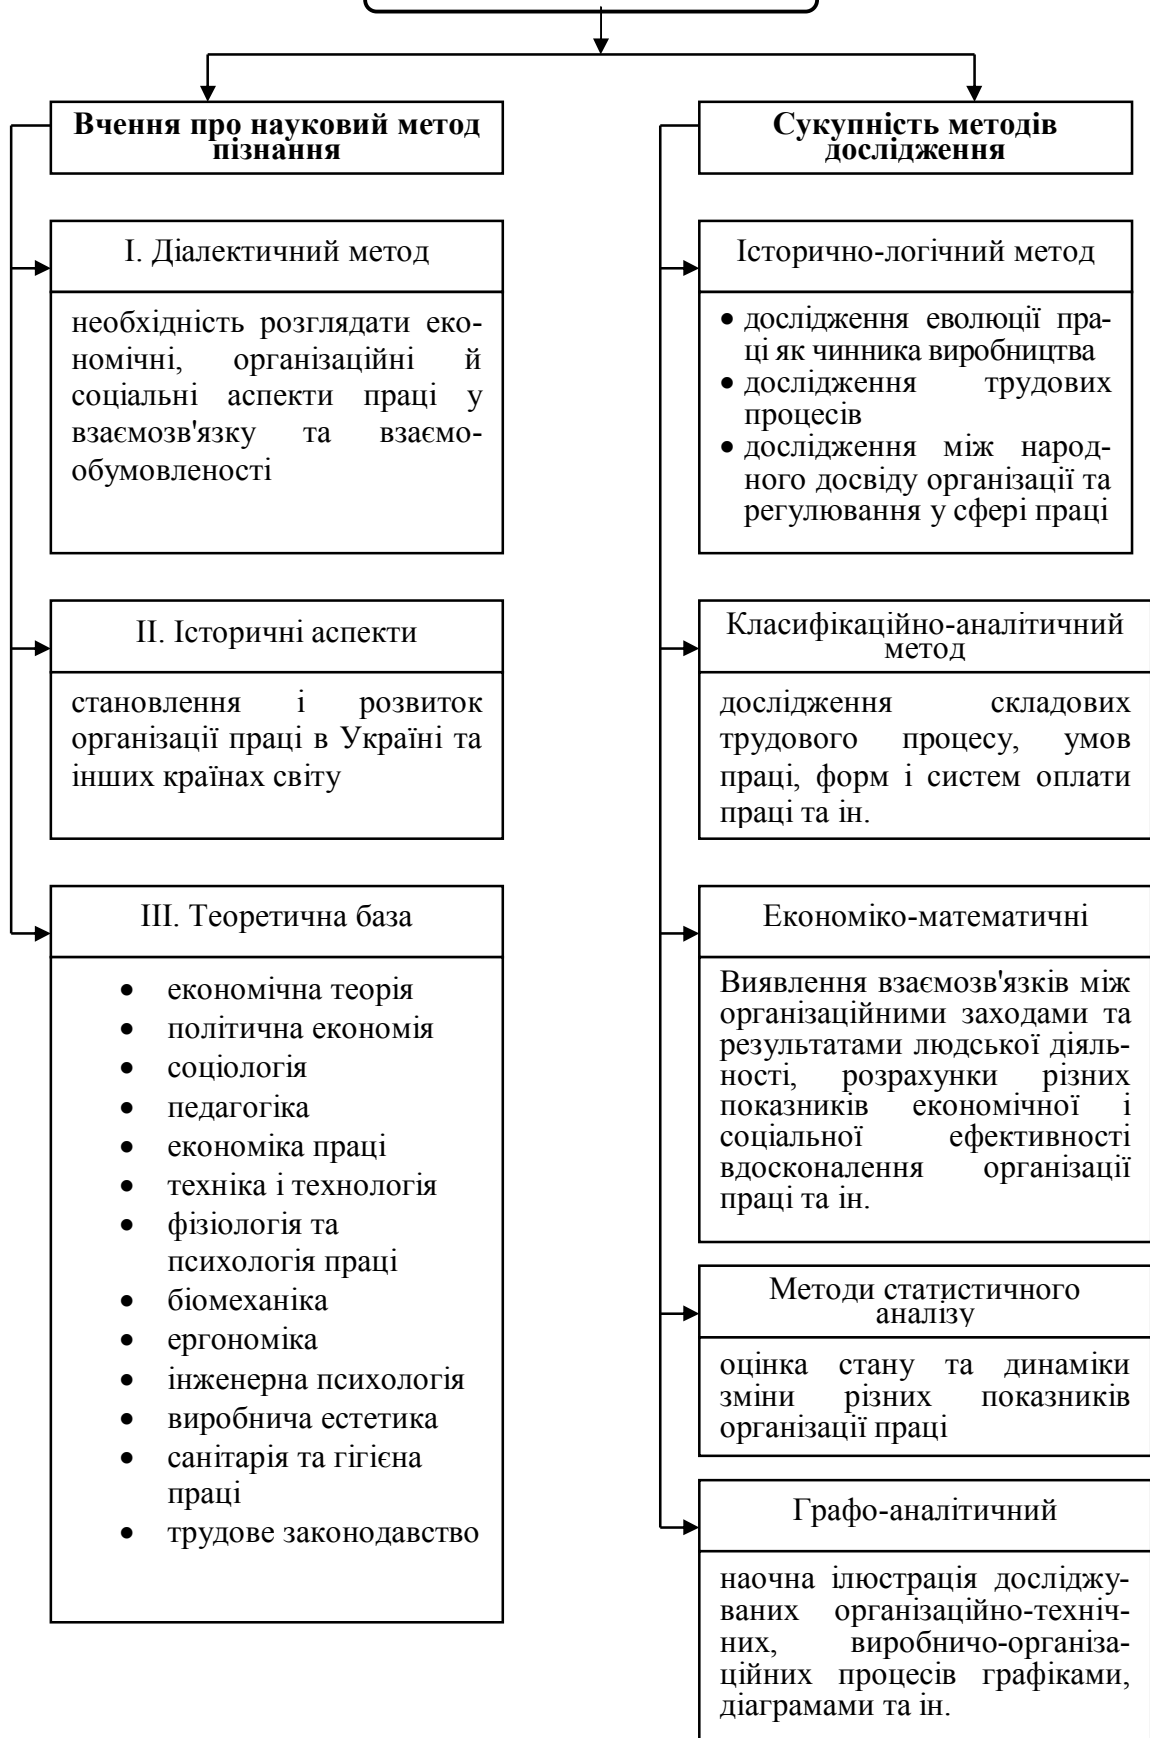 Вчення про науковий метод
пізнання
І. Діалектичний метод
необхідність розглядати еко-
номічні, організаційні й
соціальні аспекти праці у
взаємозв'язку та взаємо-
обумовленості
ІІ. Історичні аспекти
становлення і розвиток
організації праці в Україні та
інших країнах світу
ІІІ. Теоретична база
• економічна теорія
• політична економія
• соціологія
• педагогіка
• економіка праці
• техніка і технологія
• фізіологія та
психологія праці
• біомеханіка
• ергономіка
• інженерна психологія
• виробнича естетика
• санітарія та гігієна
праці
• трудове законодавство
Сукупність методів
дослідження
Історично-логічний метод
• дослідження еволюції пра-
ці як чинника виробництва
• дослідження трудових
процесів
• дослідження між народ-
ного досвіду організації та
регулювання у сфері праці
Класифікаційно-аналітичний
метод
дослідження складових
трудового процесу, умов
праці, форм і систем оплати
праці та ін.
Економіко-математичні
Виявлення взаємозв'язків між
організаційними заходами та
результатами людської діяль-
ності, розрахунки різних
показників економічної і
соціальної ефективності
вдосконалення організації
праці та ін.
Методи статистичного
аналізу
оцінка стану та динаміки
зміни різних показників
організації праці
Графо-аналітичний
наочна ілюстрація досліджу-
ваних організаційно-техніч-
них, виробничо-організа-
ційних процесів графіками,
діаграмами та ін.